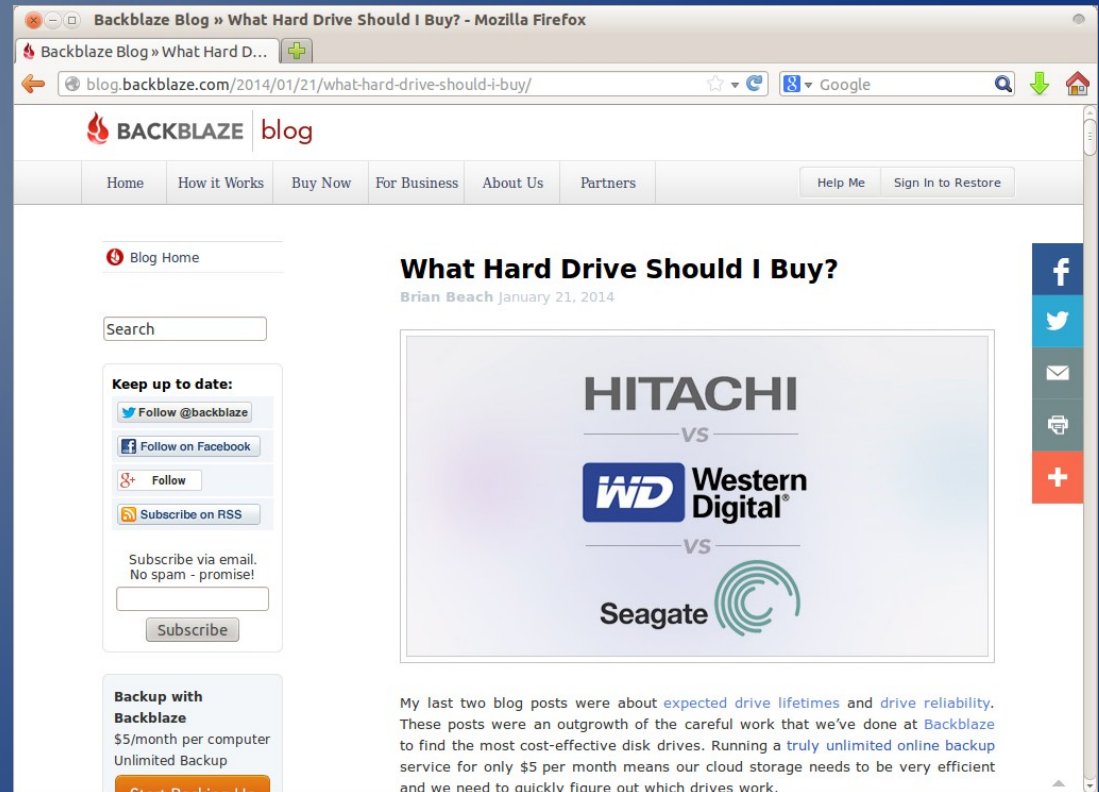 Backblaze Blog » What Hard Drive Should I Buy? - Mozilla Firefox
Backblaze Blog » What Hard D...
blog.backblaze.com/2014/01/21/what-hard-drive-should-i-buy/
Google
BACKBLAZE blog
Home How it Works Buy Now For Business About Us Partners Help Me Sign In to Restore
Blog Home
Search
Keep up to date:
Follow @backblaze
Follow on Facebook
Follow
Subscribe on RSS
Subscribe via email.
No spam - promise!
Subscribe
Backup with
Backblaze
$5/month per computer
Unlimited Backup
What Hard Drive Should I Buy?
Brian Beach January 21, 2014
HITACHI
VS
WD Western
Digital®
VS
Seagate
My last two blog posts were about expected drive lifetimes and drive reliability.
These posts were an outgrowth of the careful work that we've done at Backblaze
to find the most cost-effective disk drives. Running a truly unlimited online backup
service for only $5 per month means our cloud storage needs to be very efficient
and we need to quickly figure out which drives work.